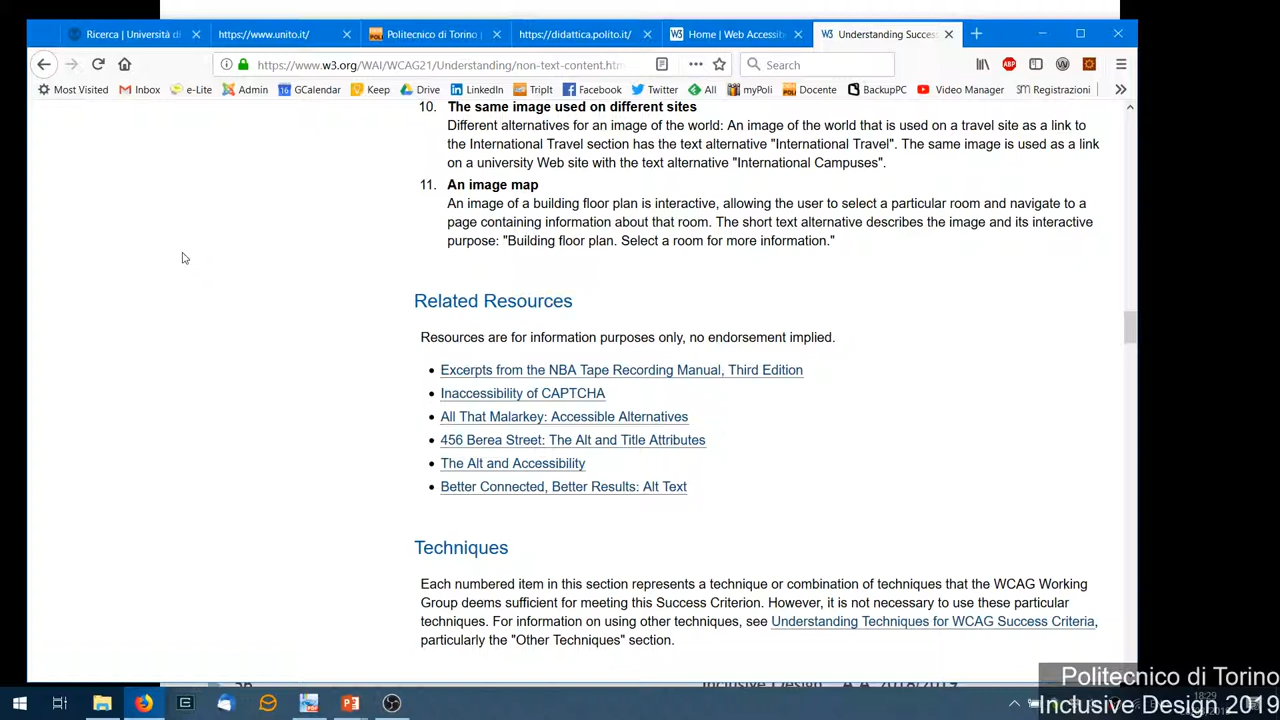 Ricerca | Università di
https://www.unito.it/
Politecnico di Torino
https://didattica.polito.it/
W3 Home | Web Accessib
W3 Understanding Succes
https://www.w3.org/WAI/WCAG21/Understanding/non-text-content.htm
Search
ABP
Most Visited
Inbox
e-Lite
Admin
GCalendar
Keep
Drive
LinkedIn
TripIt
Facebook
Twitter
All
myPoli
Docente
BackupPC
Video Manager
Registrazioni
10. The same image used on different sites
Different alternatives for an image of the world: An image of the world that is used on a travel site as a link to
the International Travel section has the text alternative "International Travel". The same image is used as a link
on a university Web site with the text alternative "International Campuses".
11. An image map
An image of a building floor plan is interactive, allowing the user to select a particular room and navigate to a
page containing information about that room. The short text alternative describes the image and its interactive
purpose: "Building floor plan. Select a room for more information."
Related Resources
Resources are for information purposes only, no endorsement implied.
• Excerpts from the NBA Tape Recording Manual, Third Edition
• Inaccessibility of CAPTCHA
• All That Malarkey: Accessible Alternatives
• 456 Berea Street: The Alt and Title Attributes
• The Alt and Accessibility
• Better Connected, Better Results: Alt Text
Techniques
Each numbered item in this section represents a technique or combination of techniques that the WCAG Working
Group deems sufficient for meeting this Success Criterion. However, it is not necessary to use these particular
techniques. For information on using other techniques, see Understanding Techniques for WCAG Success Criteria,
particularly the "Other Techniques" section.
Inclusive Design A.A. 2018/2019
Politecnico di Torino
18:29
Inclusive Design 2019